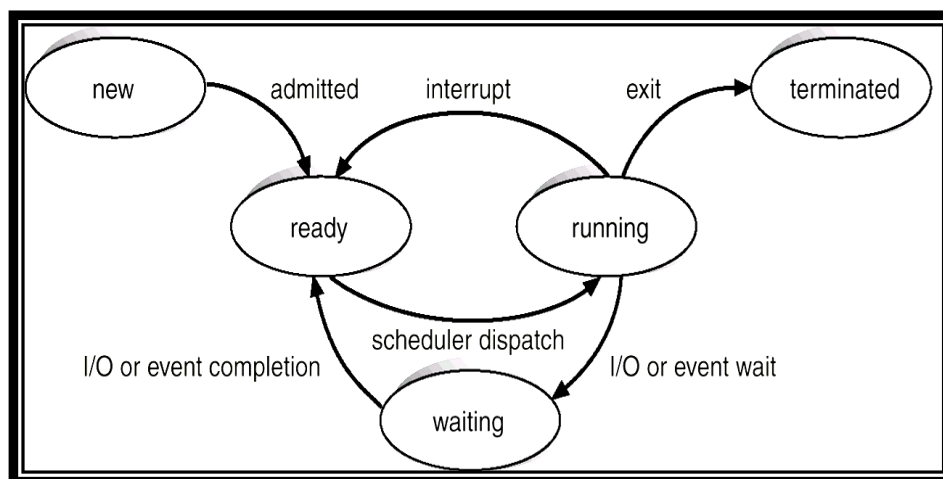 new
admitted
interrupt
exit
terminated
ready
running
scheduler dispatch
I/O or event completion
I/O or event wait
waiting